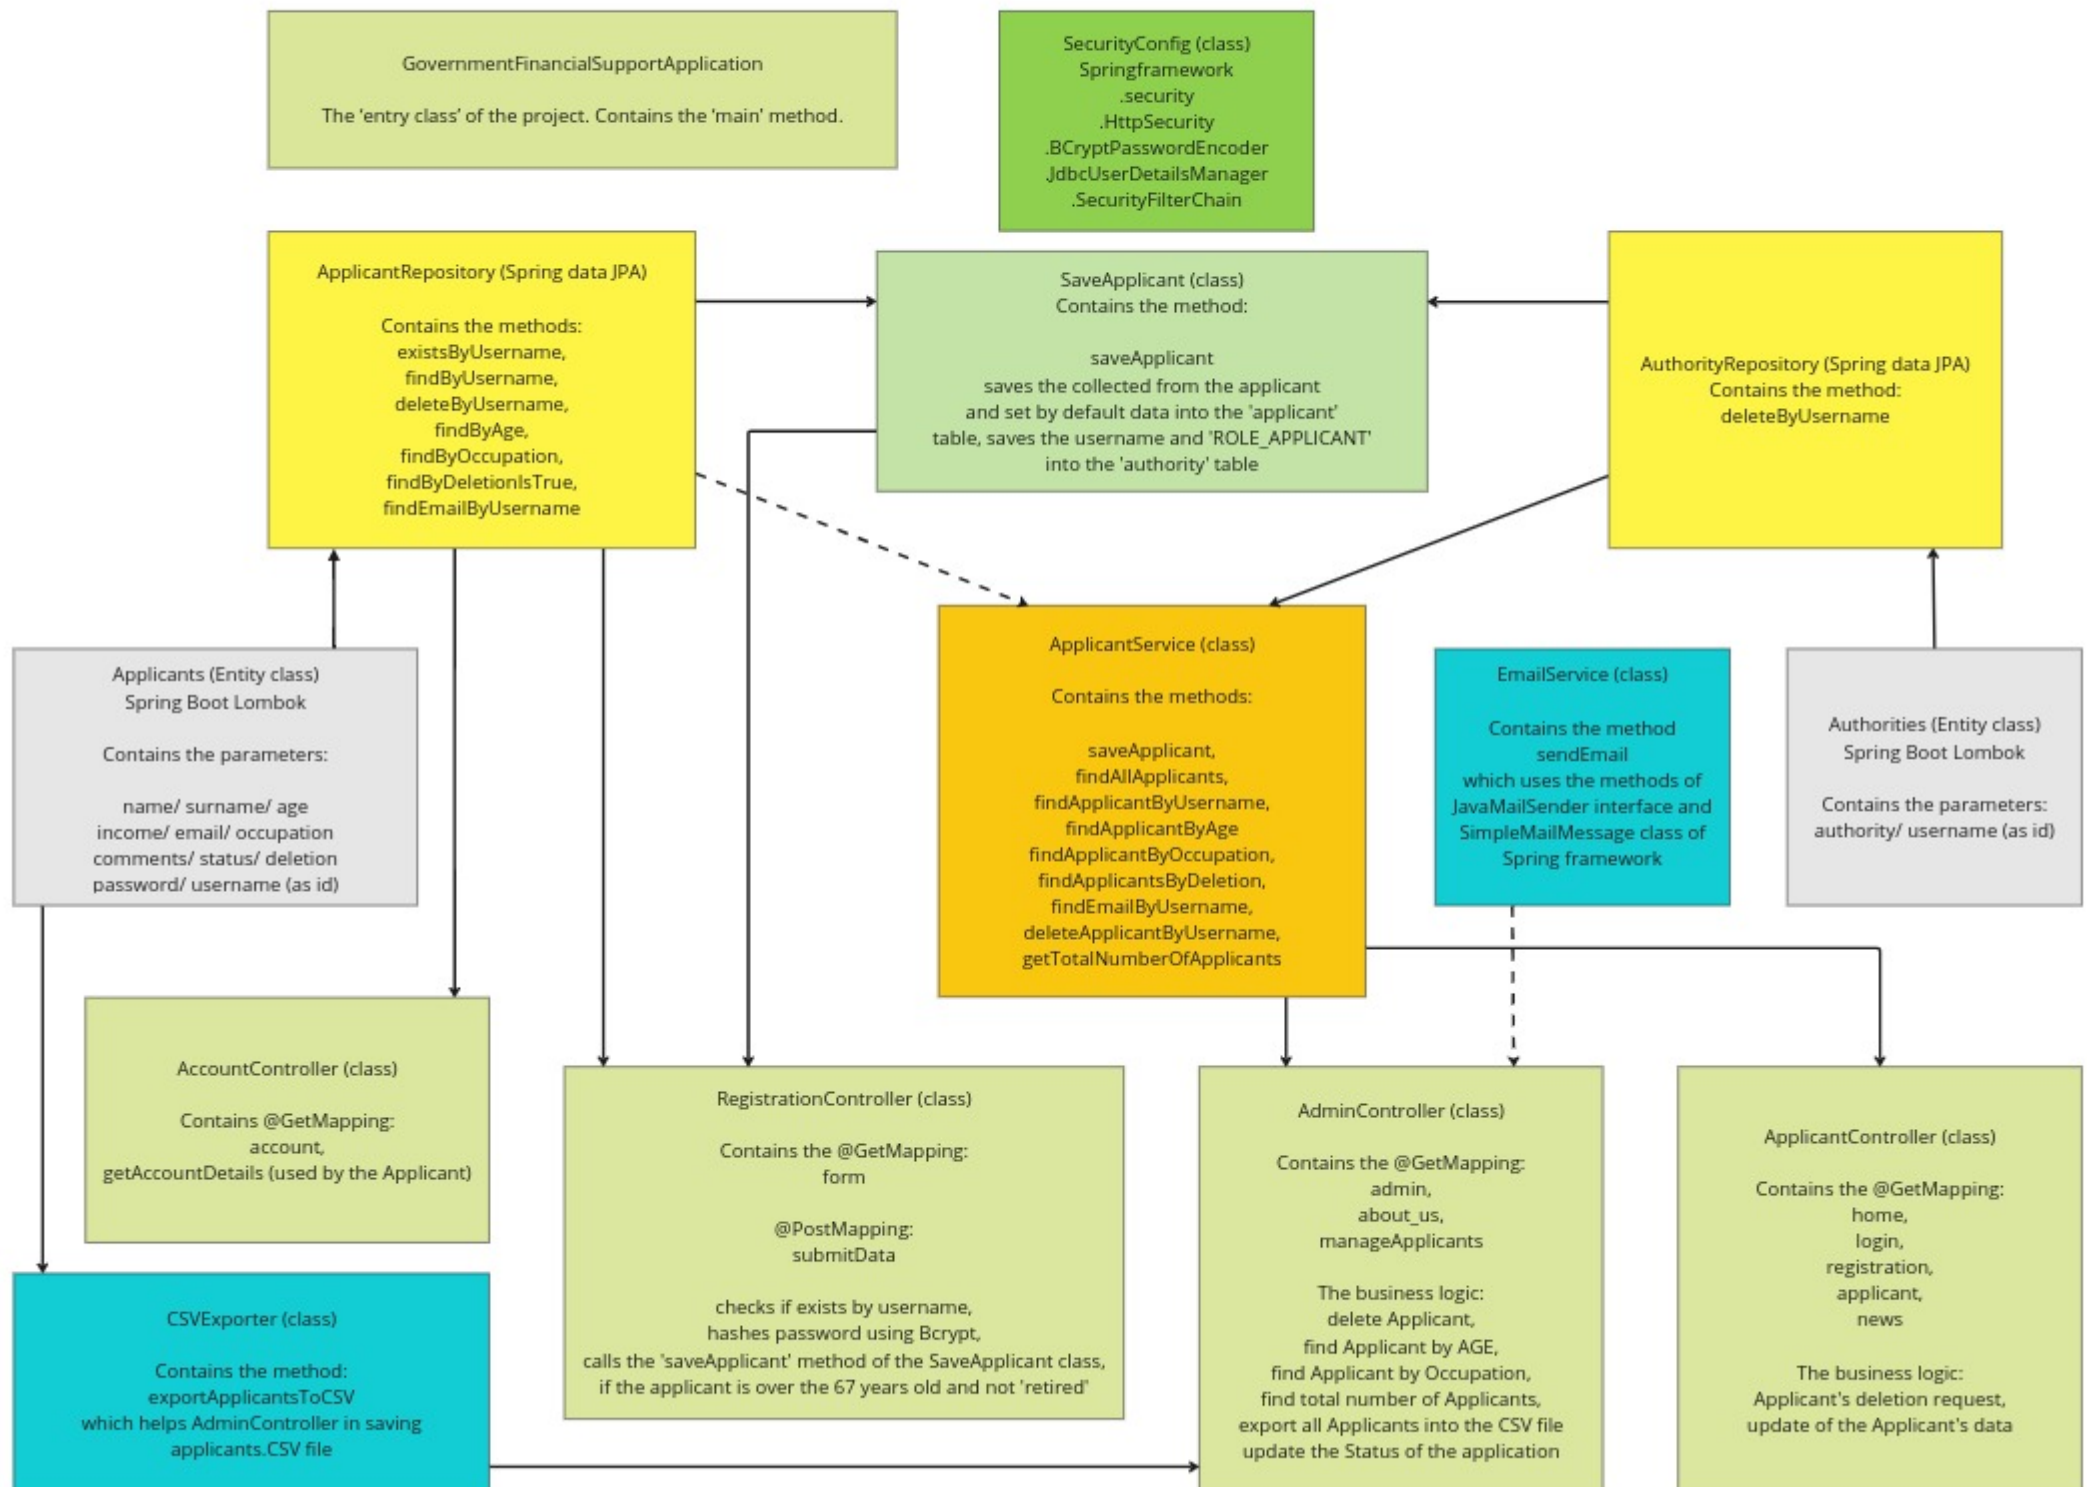 GovernmentFinancialSupportApplication
The 'entry class' of the project. Contains the 'main' method.
SecurityConfig (class)
Springframework
.security
.HttpSecurity
.BCryptPasswordEncoder
.JdbcUserDetailsManager
.SecurityFilterChain
ApplicantRepository (Spring data JPA)
Contains the methods:
existsByUsername,
findByUsername,
deleteByUsername,
findByAge,
findByOccupation,
findByDeletionIsTrue,
findEmailByUsername
SaveApplicant (class)
Contains the method:
saveApplicant
saves the collected from the applicant
and set by default data into the 'applicant'
table, saves the username and 'ROLE_APPLICANT'
into the 'authority' table
AuthorityRepository (Spring data JPA)
Contains the method:
deleteByUsername
Applicants (Entity class)
Spring Boot Lombok
Contains the parameters:
name/ surname/ age
income/ email/ occupation
comments/ status/ deletion
password/ username (as id)
ApplicantService (class)
Contains the methods:
saveApplicant,
findAllApplicants,
findApplicantByUsername,
findApplicantByAge
findApplicantByOccupation,
findApplicantsByDeletion,
findEmailByUsername,
deleteApplicantByUsername,
getTotalNumberOfApplicants
EmailService (class)
Contains the method
sendEmail
which uses the methods of
JavaMailSender interface and
SimpleMailMessage class of
Spring framework
Authorities (Entity class)
Spring Boot Lombok
Contains the parameters:
authority/ username (as id)
AccountController (class)
Contains @GetMapping:
account,
getAccountDetails (used by the Applicant)
RegistrationController (class)
Contains the @GetMapping:
form
@PostMapping:
submitData
checks if exists by username,
hashes password using Bcrypt,
calls the 'saveApplicant' method of the SaveApplicant class,
if the applicant is over the 67 years old and not 'retired'
AdminController (class)
Contains the @GetMapping:
admin,
about_us,
manageApplicants
The business logic:
delete Applicant,
find Applicant by AGE,
find Applicant by Occupation,
find total number of Applicants,
export all Applicants into the CSV file
update the Status of the application
ApplicantController (class)
Contains the @GetMapping:
home,
login,
registration,
applicant,
news
The business logic:
Applicant's deletion request,
update of the Applicant's data
CSVExporter (class)
Contains the method:
exportApplicantsToCSV
which helps AdminController in saving
applicants.CSV file